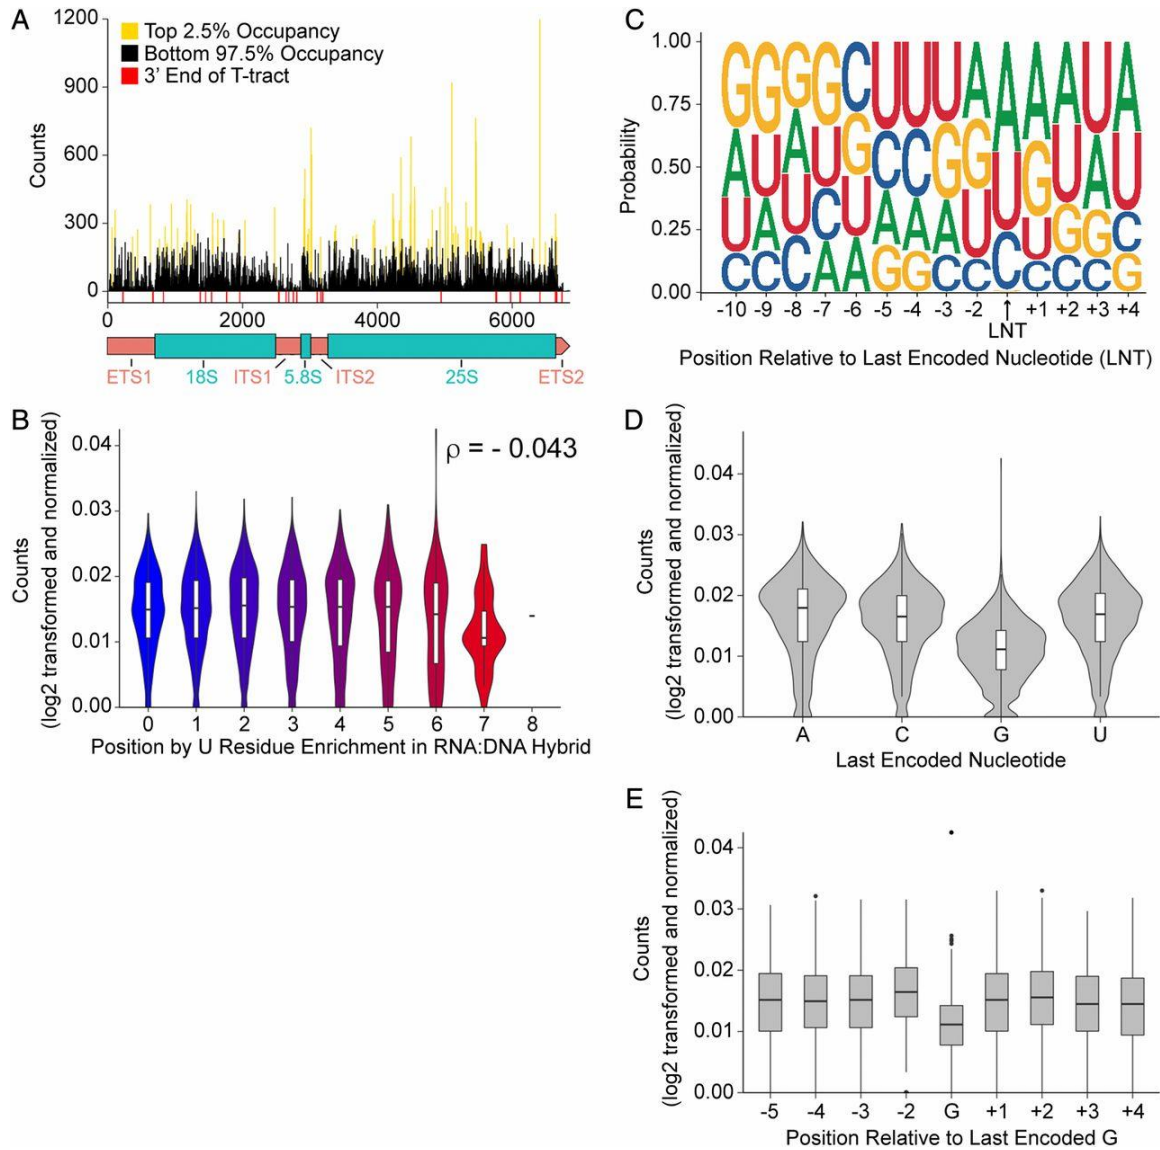 A
1200
900
600
300
0
Counts
Top 2.5% Occupancy
Bottom 97.5% Occupancy
3' End of T-tract
0 2000 4000 6000
ETS1 18S ITS1 5.8S ITS2 25S ETS2
B
0.04
0.03
0.02
0.01
0.00
Counts
(log2 transformed and normalized)
ρ = - 0.043
0 1 2 3 4 5 6 7 8
Position by U Residue Enrichment in RNA:DNA Hybrid
C
1.00
0.75
0.50
0.25
0.00
Probability
G G G G C U U U A A A A U A
A U A U G C C G G U G U A U
U A U C U A A A U C U G G C
C C C A A G G C C C C C G
-10 -9 -8 -7 -6 -5 -4 -3 -2 +1 +2 +3 +4
LNT
Position Relative to Last Encoded Nucleotide (LNT)
D
0.04
0.03
0.02
0.01
0.00
Counts
(log2 transformed and normalized)
A C G U
Last Encoded Nucleotide
E
0.04
0.03
0.02
0.01
0.00
Counts
(log2 transformed and normalized)
-5 -4 -3 -2 G +1 +2 +3 +4
Position Relative to Last Encoded G